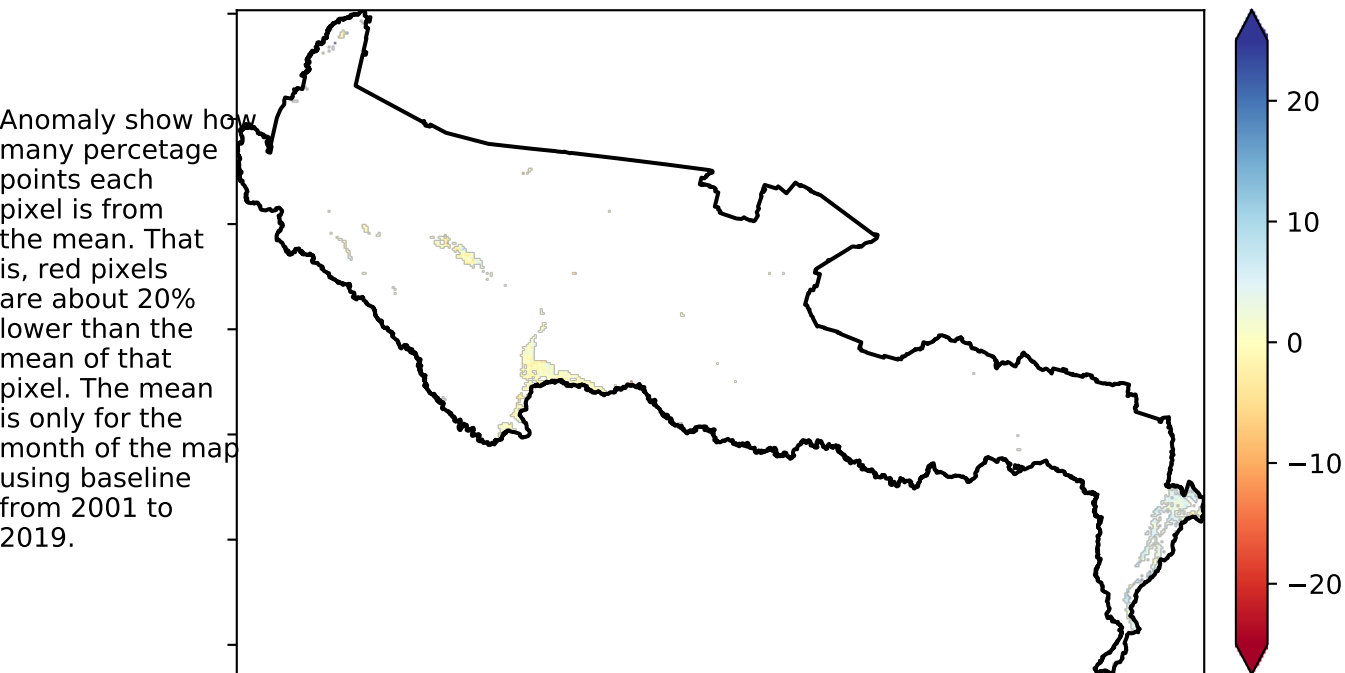 Anomaly show how
many percetage
points each
pixel is from
the mean. That
is, red pixels
are about 20%
lower than the
mean of that
pixel. The mean
is only for the
month of the map
using baseline
from 2001 to
2019.
20
10
0
−10
−20